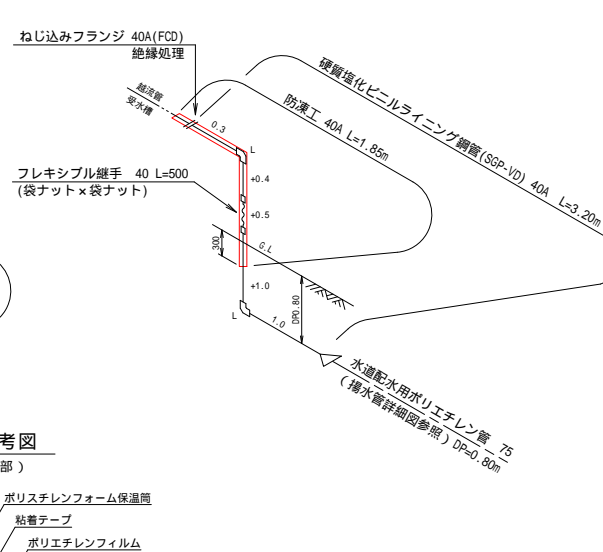 ねじ込みフランジ 40A(FCD)
絶縁処理
越流管
受水槽
硬質塩化ビニルライニング鋼管(SGP-VD) 40A L=3.20m
防凍工 40A L=1.85m
0.3
L
+0.4
フレキシブル継手 40 L=500
(袋ナット×袋ナット)
+0.5
300
G.L
+1.0
DP0.80
L
1.0
水道配水用ポリエチレン管 75
(揚水管詳細図参照) DP=0.80m
考図
部)
ポリスチレンフォーム保温筒
粘着テープ
ポリエチレンフィルム